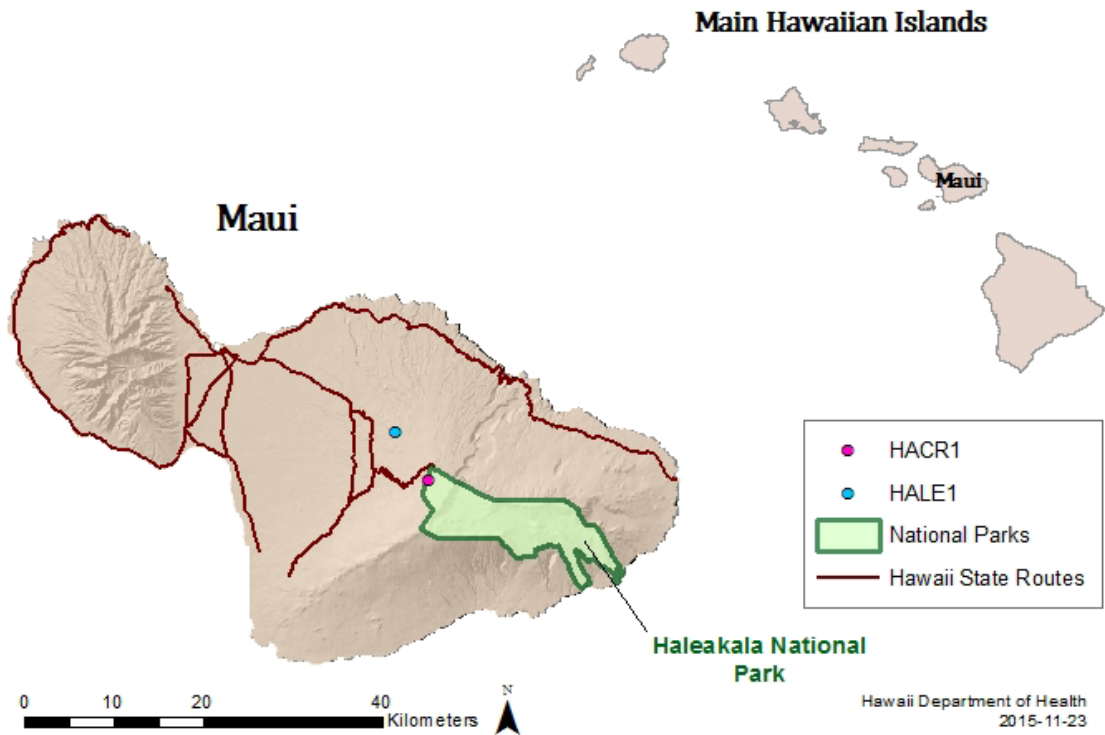 Main Hawaiian Islands
Maui
Maui
HACR1
HALE1
National Parks
Hawaii State Routes
Haleakala National
Park
0 10 20 40
Kilometers
N
Hawaii Department of Health
2015-11-23